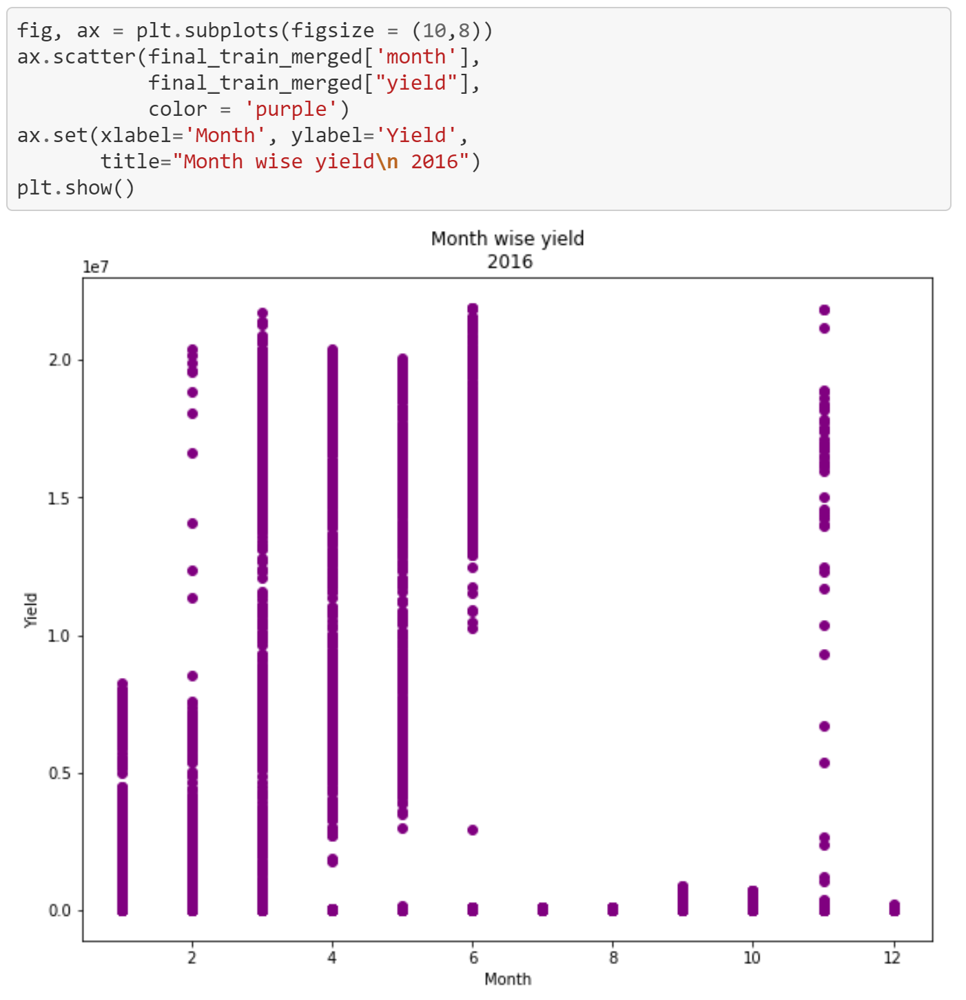 fig, ax = plt.subplots(figsize = (10,8))
ax.scatter(final_train_merged['month'],
           final_train_merged["yield"],
           color = 'purple')
ax.set(xlabel='Month', ylabel='Yield',
       title="Month wise yield\n 2016")
plt.show()
Month wise yield
2016
1e7
2.0
1.5
1.0
0.5
0.0
Yield
2 4 6 8 10 12
Month